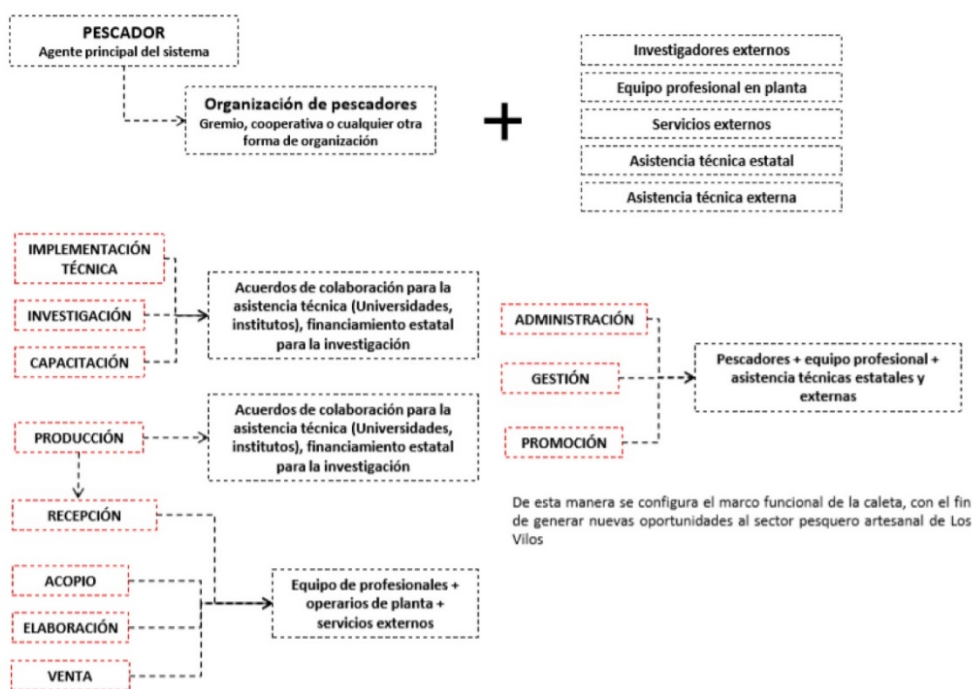 PESCADOR
Agente principal del sistema
Organización de pescadores
Gremio, cooperativa o cualquier otra
forma de organización
+
Investigadores externos
Equipo profesional en planta
Servicios externos
Asistencia técnica estatal
Asistencia técnica externa
IMPLEMENTACIÓN
TÉCNICA
INVESTIGACIÓN
CAPACITACIÓN
Acuerdos de colaboración para la
asistencia técnica (Universidades,
institutos), financiamiento estatal
para la investigación
PRODUCCIÓN
Acuerdos de colaboración para la
asistencia técnica (Universidades,
institutos), financiamiento estatal
para la investigación
RECEPCIÓN
ACOPIO
ELABORACIÓN
VENTA
Equipo de profesionales +
operarios de planta +
servicios externos
ADMINISTRACIÓN
GESTIÓN
PROMOCIÓN
Pescadores + equipo profesional +
asistencia técnicas estatales y
externas
De esta manera se configura el marco funcional de la caleta, con el fin
de generar nuevas oportunidades al sector pesquero artesanal de Los
Vilos